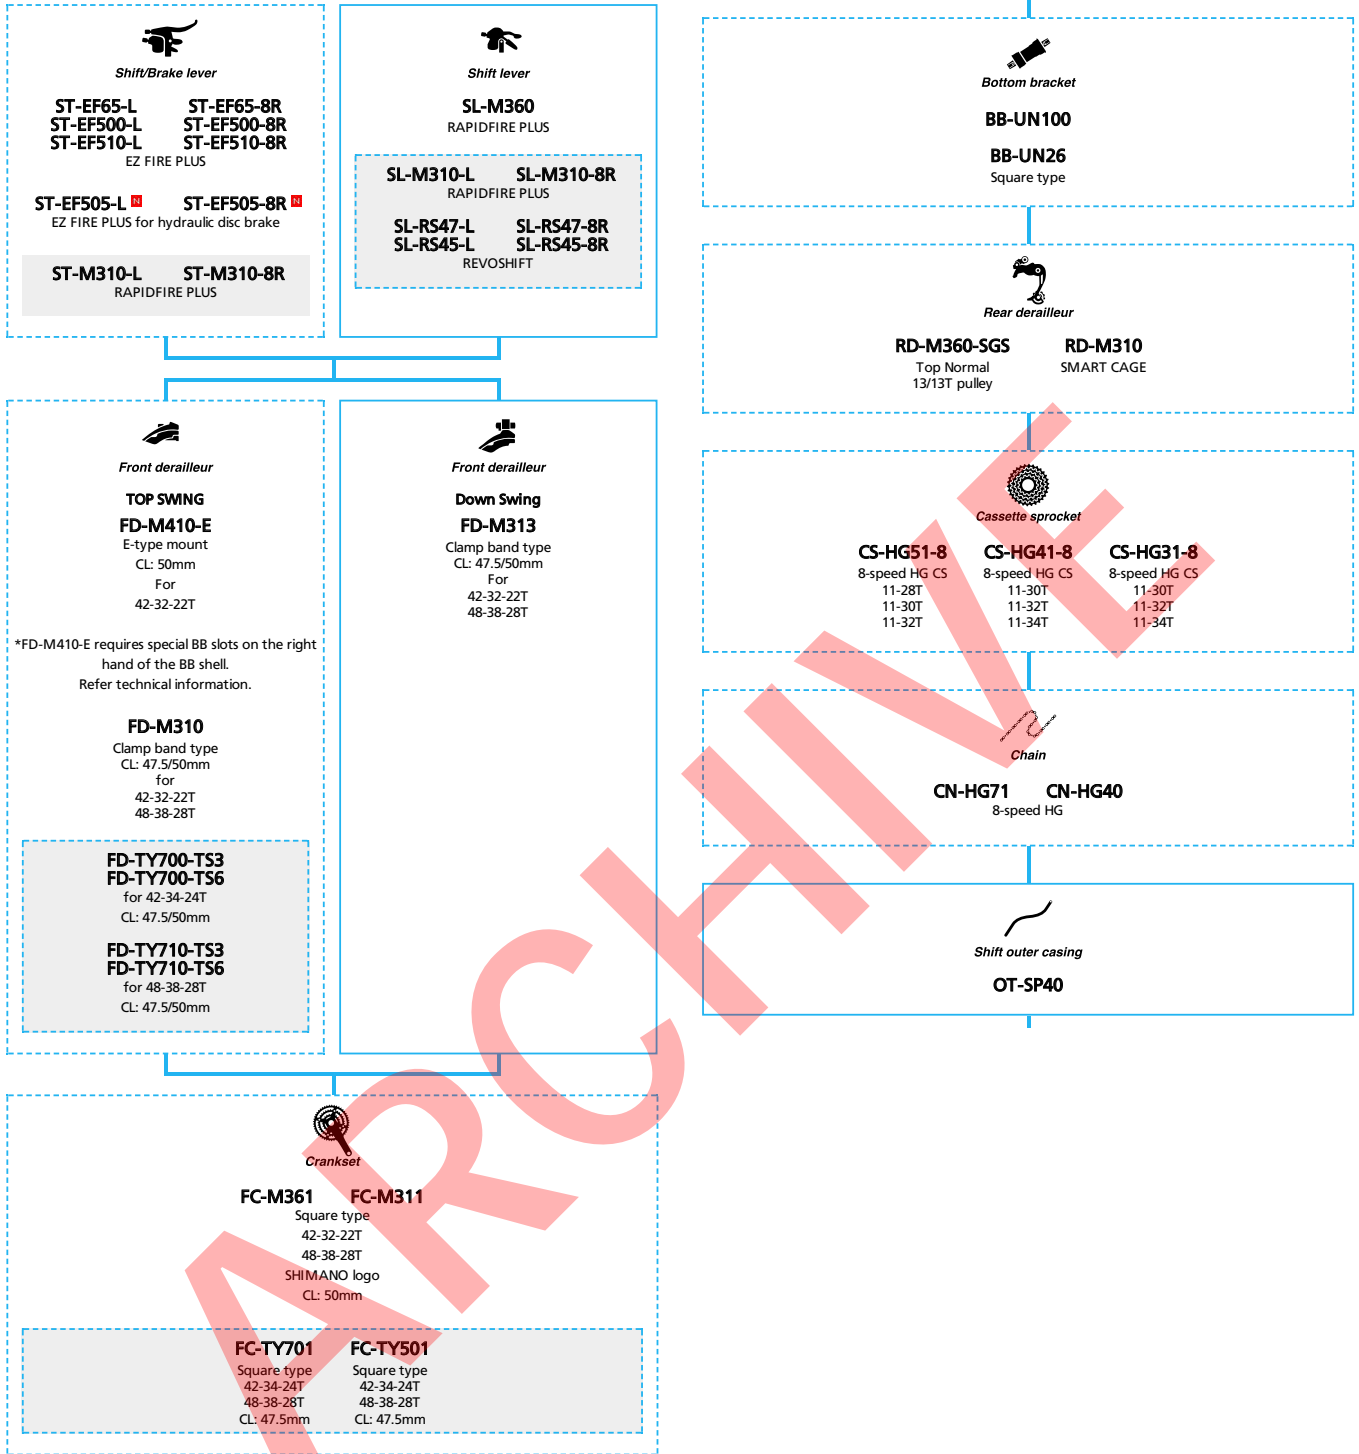 Shift/Brake lever
ST-EF65-L ST-EF65-8R
ST-EF500-L ST-EF500-8R
ST-EF510-L ST-EF510-8R
EZ FIRE PLUS
ST-EF505-L N ST-EF505-8R N
EZ FIRE PLUS for hydraulic disc brake
ST-M310-L ST-M310-8R
RAPIDFIRE PLUS
Shift lever
SL-M360
RAPIDFIRE PLUS
SL-M310-L SL-M310-8R
RAPIDFIRE PLUS
SL-RS47-L SL-RS47-8R
SL-RS45-L SL-RS45-8R
REVOSHIFT
Front derailleur
TOP SWING
FD-M410-E
E-type mount
CL: 50mm
For
42-32-22T
*FD-M410-E requires special BB slots on the right
hand of the BB shell.
Refer technical information.
FD-M310
Clamp band type
CL: 47.5/50mm
for
42-32-22T
48-38-28T
FD-TY700-TS3
FD-TY700-TS6
for 42-34-24T
CL: 47.5/50mm
FD-TY710-TS3
FD-TY710-TS6
for 48-38-28T
CL: 47.5/50mm
Front derailleur
Down Swing
FD-M313
Clamp band type
CL: 47.5/50mm
For
42-32-22T
48-38-28T
Crankset
FC-M361 FC-M311
Square type
42-32-22T
48-38-28T
SHIMANO logo
CL: 50mm
FC-TY701 FC-TY501
Square type Square type
42-34-24T 42-34-24T
48-38-28T 48-38-28T
CL: 47.5mm CL: 47.5mm
Bottom bracket
BB-UN100
BB-UN26
Square type
Rear derailleur
RD-M360-SGS RD-M310
Top Normal SMART CAGE
13/13T pulley
Cassette sprocket
CS-HG51-8 CS-HG41-8 CS-HG31-8
8-speed HG CS 8-speed HG CS 8-speed HG CS
11-28T 11-30T 11-30T
11-30T 11-32T 11-32T
11-32T 11-34T 11-34T
Chain
CN-HG71 CN-HG40
8-speed HG
Shift outer casing
OT-SP40
ARCHIVE